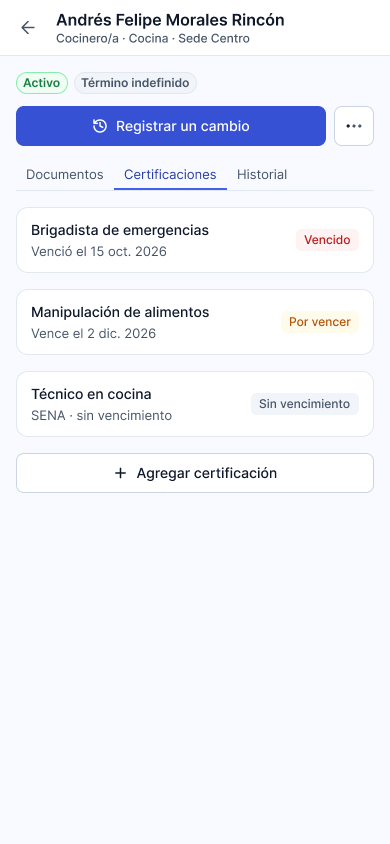 Andrés Felipe Morales Rincón
Cocinero/a · Cocina · Sede Centro
Activo
Término indefinido
Registrar un cambio
Documentos
Certificaciones
Historial
Brigadista de emergencias
Venció el 15 oct. 2026
Vencido
Manipulación de alimentos
Vence el 2 dic. 2026
Por vencer
Técnico en cocina
SENA · sin vencimiento
Sin vencimiento
Agregar certificación